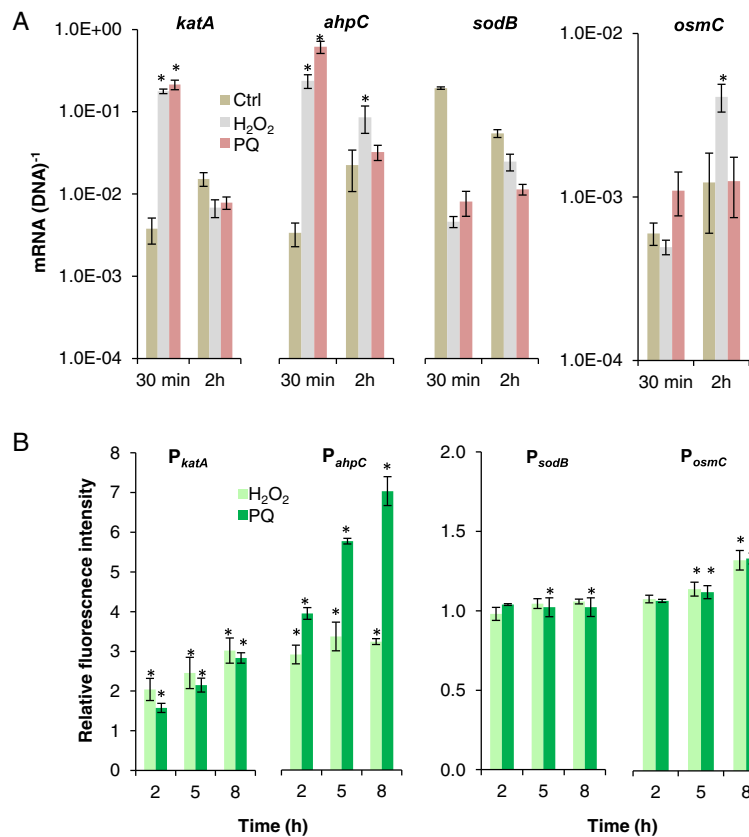 A
katA
ahpC
sodB
osmC
mRNA (DNA)-1
1.0E+00
1.0E-01
1.0E-02
1.0E-03
1.0E-04
1.0E-02
1.0E-03
1.0E-04
Ctrl
H2O2
PQ
* *
* *
*
*
30 min 2h
30 min 2h
30 min 2h
30 min 2h
B
PkatA
PahpC
PsodB
PosmC
Relative fluorescnece intensity
8
7
6
5
4
3
2
1
0
2.0
1.5
1.0
0.5
0.0
H2O2
PQ
* * * * * *
* * * * * *
* *
* * *
2 5 8
2 5 8
2 5 8
2 5 8
Time (h)
Time (h)